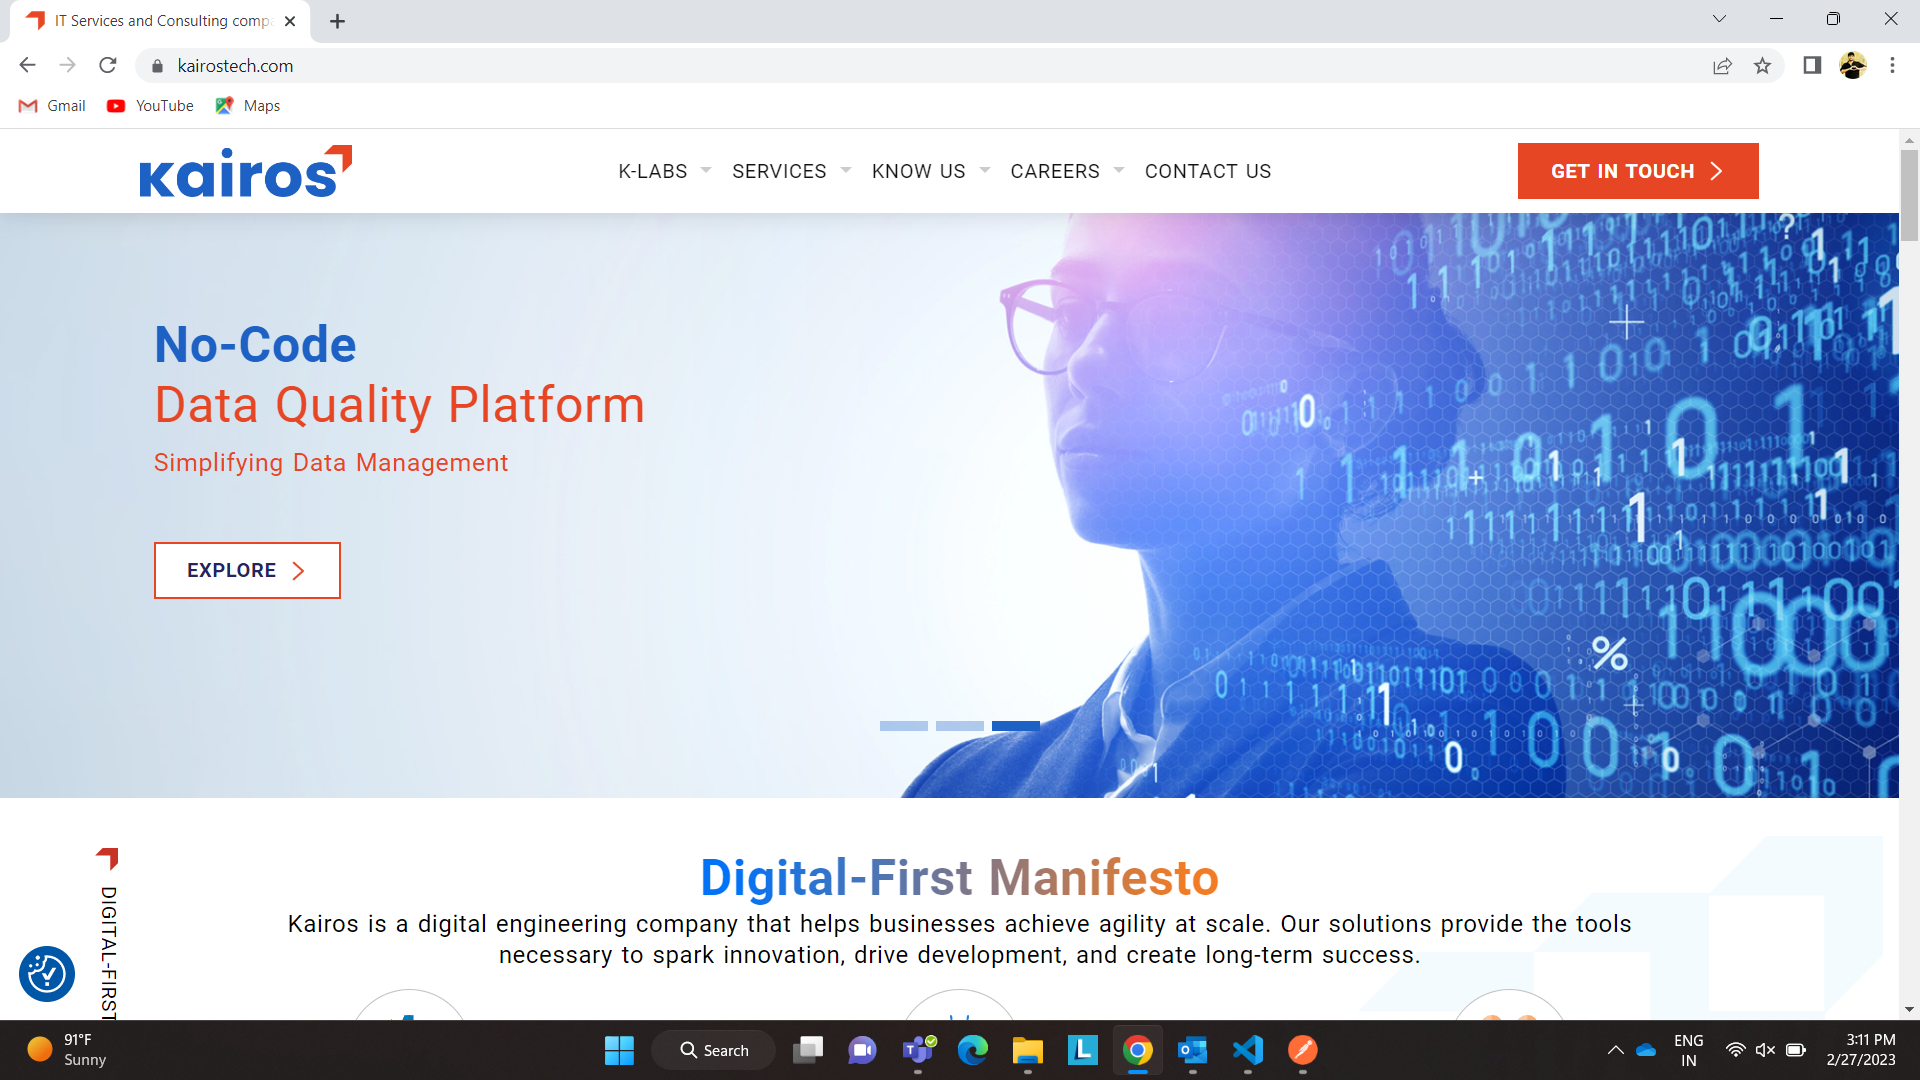 IT Services and Consulting comp
kairostech.com
Gmail
YouTube
Maps
kairos
K-LABS
SERVICES
KNOW US
CAREERS
CONTACT US
GET IN TOUCH
No-Code
Data Quality Platform
Simplifying Data Management
EXPLORE
Digital-First Manifesto
Kairos is a digital engineering company that helps businesses achieve agility at scale. Our solutions provide the tools
necessary to spark innovation, drive development, and create long-term success.
DIGITAL-FIRST
91°F
Sunny
Search
ENG
IN
3:11 PM
2/27/2023